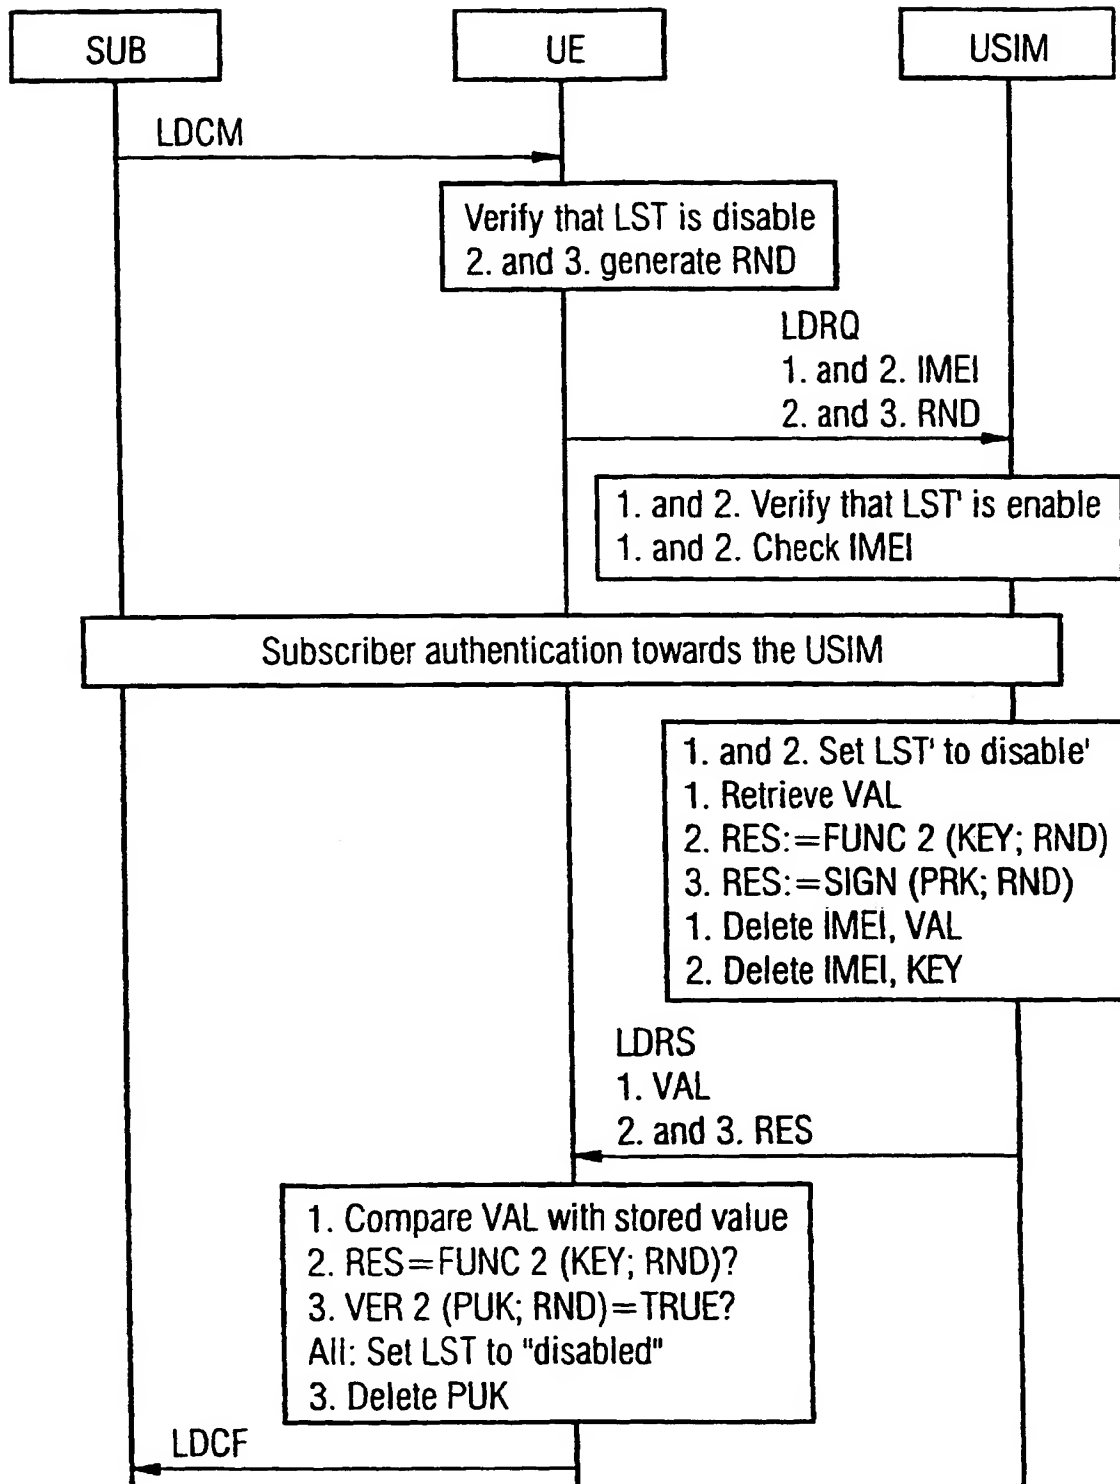 SUB
UE
USIM
LDCM
Verify that LST is disable
2. and 3. generate RND
LDRQ
1. and 2. IMEI
2. and 3. RND
1. and 2. Verify that LST' is enable
1. and 2. Check IMEI
Subscriber authentication towards the USIM
1. and 2. Set LST' to disable'
1. Retrieve VAL
2. RES:=FUNC 2 (KEY; RND)
3. RES:=SIGN (PRK; RND)
1. Delete IMEI, VAL
2. Delete IMEI, KEY
LDRS
1. VAL
2. and 3. RES
1. Compare VAL with stored value
2. RES=FUNC 2 (KEY; RND)?
3. VER 2 (PUK; RND)=TRUE?
All: Set LST to "disabled"
3. Delete PUK
LDCF